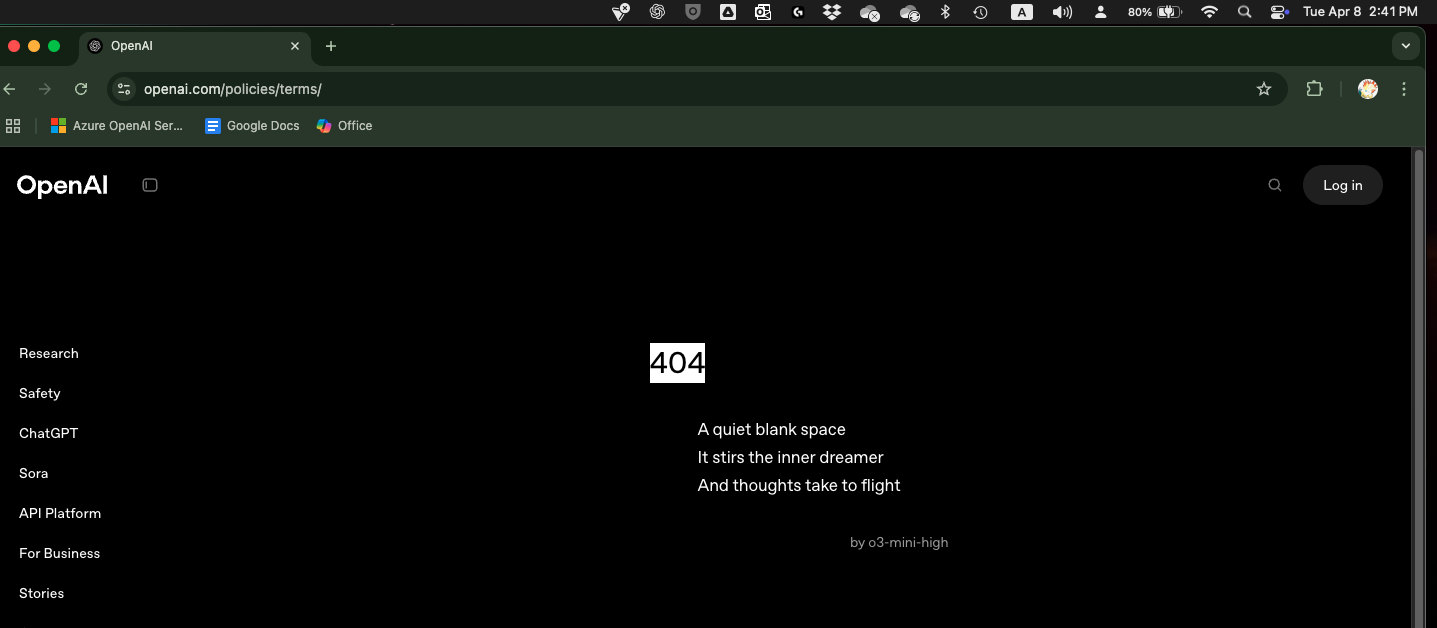 A
80%
Tue Apr 8 2:41 PM
OpenAI
openai.com/policies/terms/
Azure OpenAI Ser...
Google Docs
Office
OpenAI
Log in
Research
Safety
ChatGPT
Sora
API Platform
For Business
Stories
404
A quiet blank space
It stirs the inner dreamer
And thoughts take to flight
by o3-mini-high